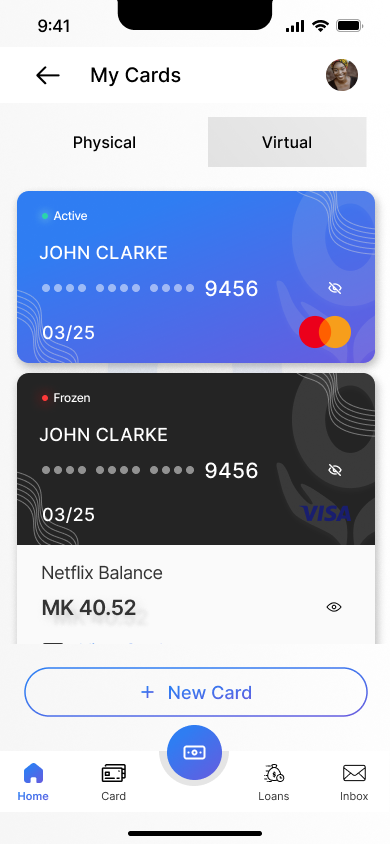 9:41
My Cards
Physical
Virtual
Active
JOHN CLARKE
9456
03/25
Frozen
JOHN CLARKE
9456
03/25
VISA
Netflix Balance
MK 40.52
+ New Card
Home
Card
Loans
Inbox